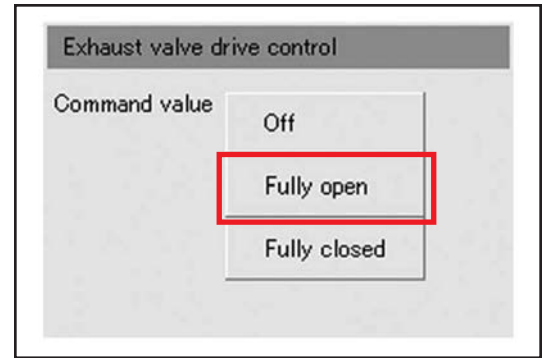 Exhaust valve drive control
Command value
Off
Fully open
Fully closed